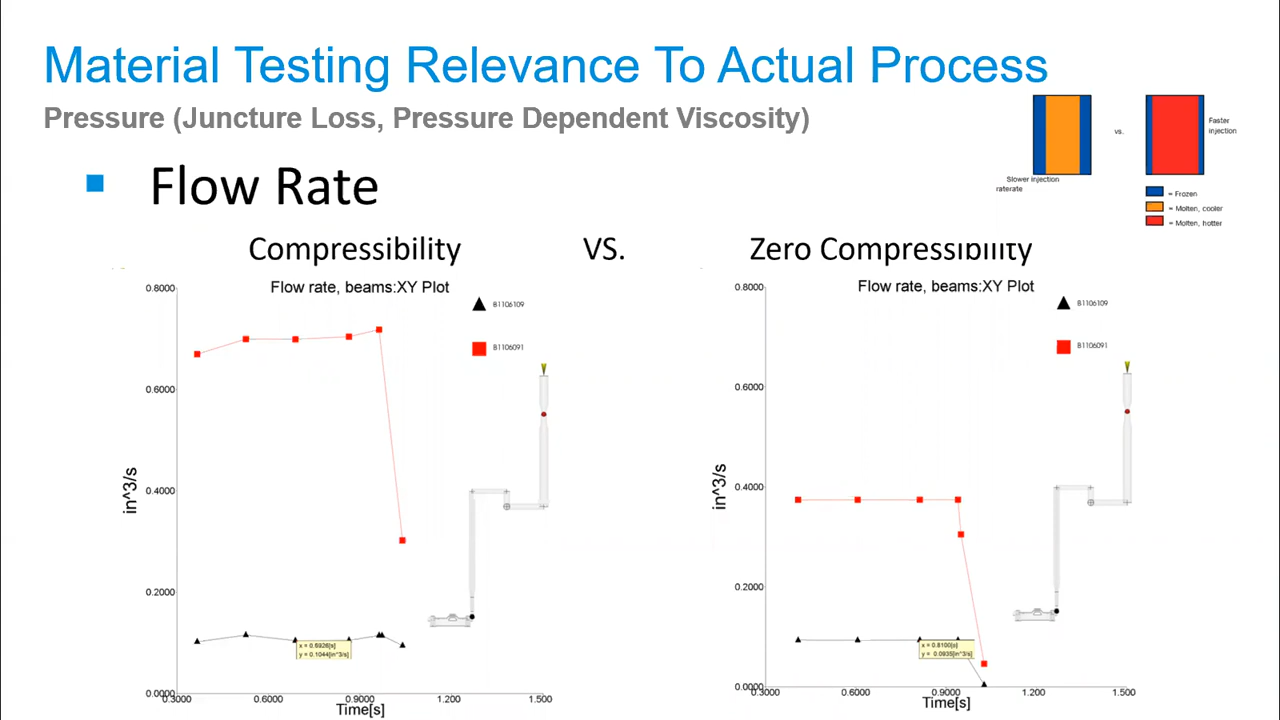 Material Testing Relevance To Actual Process
Pressure (Juncture Loss, Pressure Dependent Viscosity)
Flow Rate
vs.
Faster
injection
Slower injection
raterate
= Frozen
= Molten, cooler
= Molten, hotter
Compressibility VS. Zero Compressibility
Flow rate, beams:XY Plot
B1106109
B1106091
0.8000
0.6000
0.4000
0.2000
0.0000
in^3/s
x = 0.6926[s]
y = 0.1044[in^3/s]
0.3000 0.6000 0.9000 1.200 1.500
Time[s]
Flow rate, beams:XY Plot
B1106109
B1106091
0.8000
0.6000
0.4000
0.2000
0.0000
in^3/s
x = 0.8100[s]
y = 0.0935[in^3/s]
0.3000 0.6000 0.9000 1.200 1.500
Time[s]